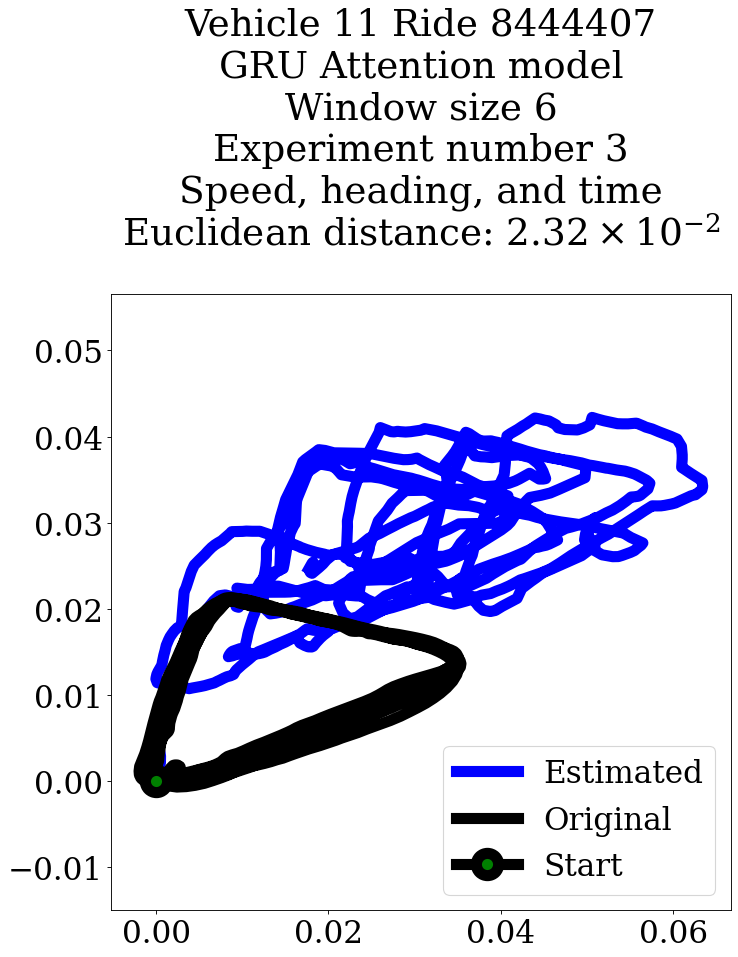 Vehicle 11 Ride 8444407
GRU Attention model
Window size 6
Experiment number 3
Speed, heading, and time
Euclidean distance: 2.32 × 10⁻²
0.05
0.04
0.03
0.02
0.01
0.00
−0.01
Estimated
Original
Start
0.00 0.02 0.04 0.06